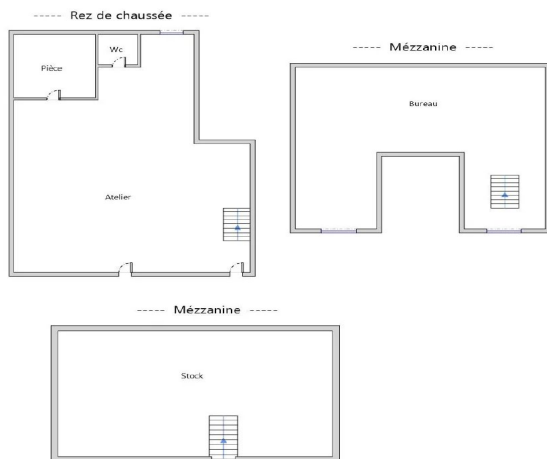 ----- Rez de chaussée -----
Wc
Pièce
Atelier
----- Mézzanine -----
Bureau
----- Mézzanine -----
Stock